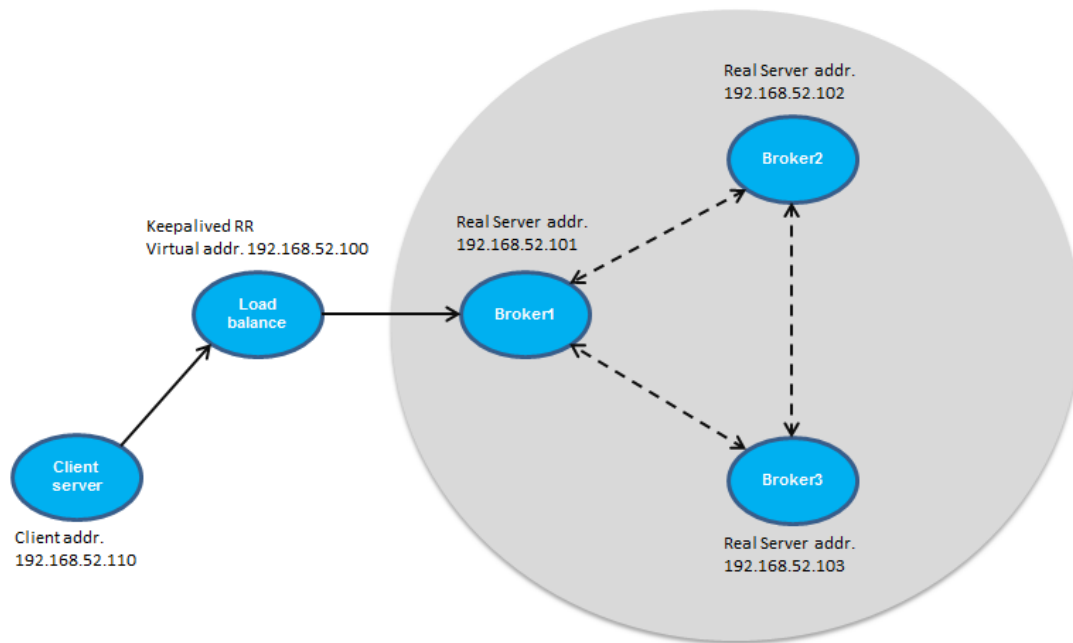 Real Server addr.
192.168.52.102
Broker2
Real Server addr.
192.168.52.101
Keepalived RR
Virtual addr. 192.168.52.100
Load
balance
Broker1
Client
server
Client addr.
192.168.52.110
Broker3
Real Server addr.
192.168.52.103